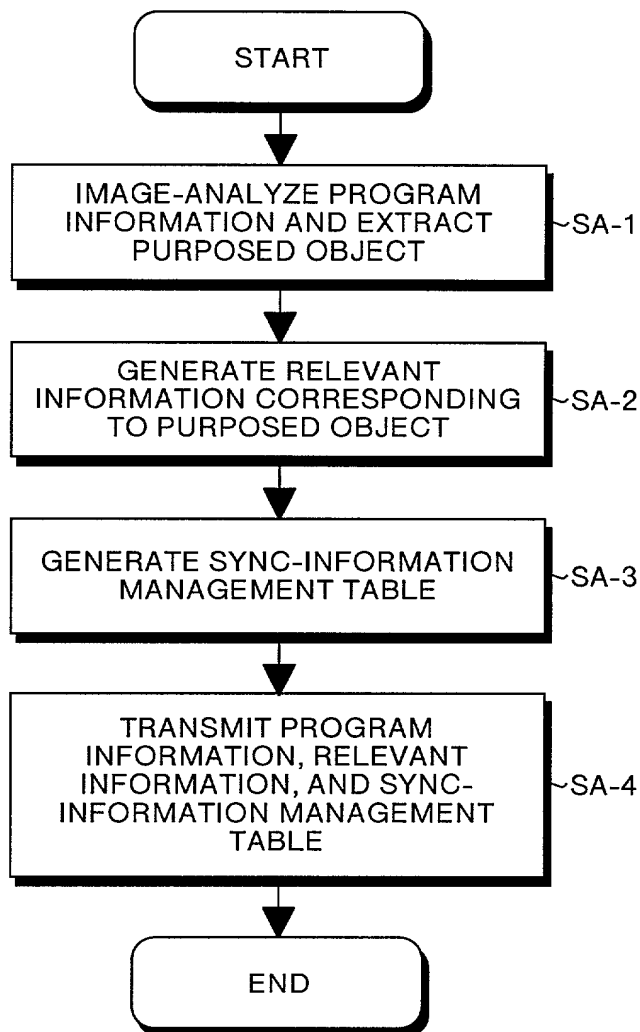 START
IMAGE-ANALYZE PROGRAM
INFORMATION AND EXTRACT
PURPOSED OBJECT
SA-1
GENERATE RELEVANT
INFORMATION CORRESPONDING
TO PURPOSED OBJECT
SA-2
GENERATE SYNC-INFORMATION
MANAGEMENT TABLE
SA-3
TRANSMIT PROGRAM
INFORMATION, RELEVANT
INFORMATION, AND SYNC-
INFORMATION MANAGEMENT
TABLE
SA-4
END